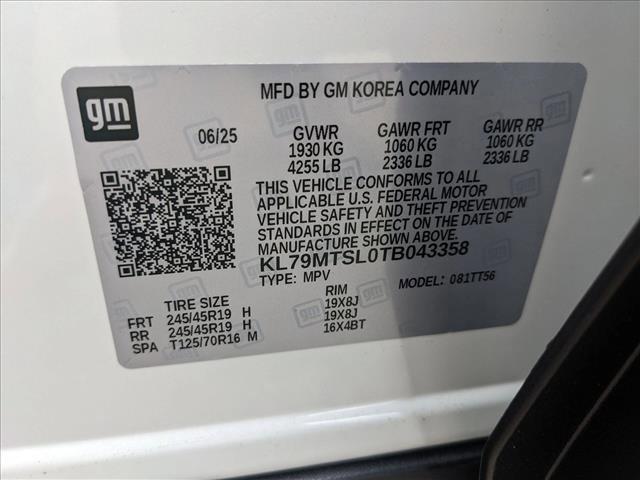 gm
MFD BY GM KOREA COMPANY
06/25 GVWR GAWR FRT GAWR RR
1930 KG 1060 KG 1060 KG
4255 LB 2336 LB 2336 LB
THIS VEHICLE CONFORMS TO ALL
APPLICABLE U.S. FEDERAL MOTOR
VEHICLE SAFETY AND THEFT PREVENTION
STANDARDS IN EFFECT ON THE DATE OF
MANUFACTURE SHOWN ABOVE.
KL79MTSL0TB043358
TYPE: MPV MODEL: 081TT56
TIRE SIZE RIM
FRT 245/45R19 H 19X8J
RR 245/45R19 H 19X8J
SPA T125/70R16 M 16X4BT